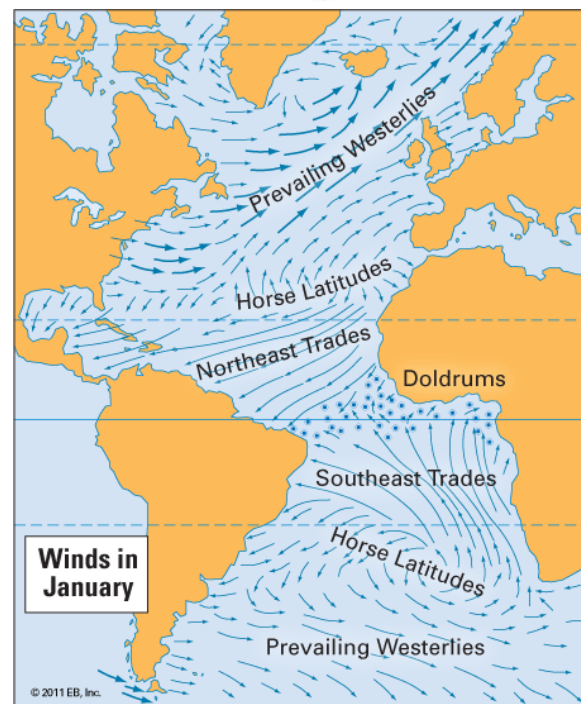 Prevailing Westerlies
Horse Latitudes
Northeast Trades
Doldrums
Southeast Trades
Horse Latitudes
Winds in
January
Prevailing Westerlies
© 2011 EB, Inc.